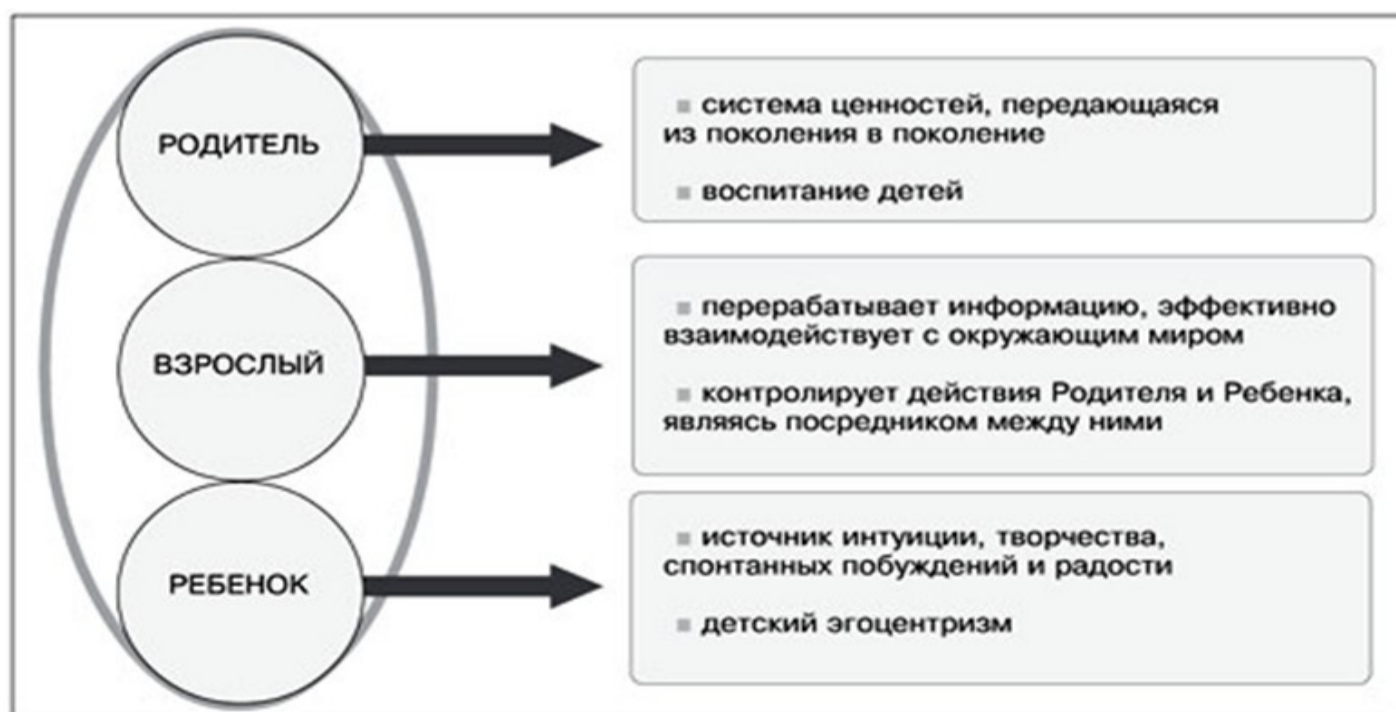 РОДИТЕЛЬ
▪ система ценностей, передающаяся
из поколения в поколение
▪ воспитание детей
ВЗРОСЛЫЙ
▪ перерабатывает информацию, эффективно
взаимодействует с окружающим миром
▪ контролирует действия Родителя и Ребенка,
являясь посредником между ними
РЕБЕНОК
▪ источник интуиции, творчества,
спонтанных побуждений и радости
▪ детский эгоцентризм